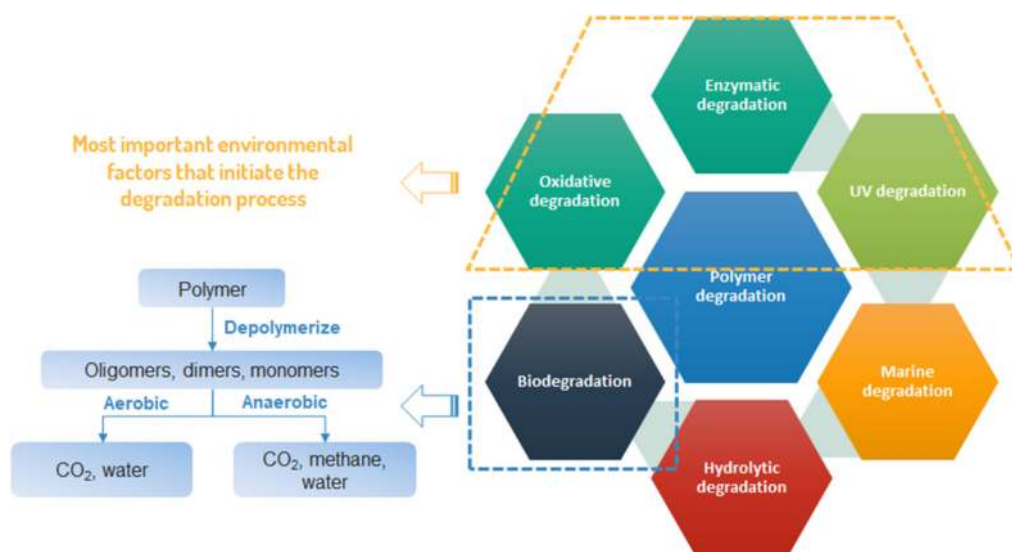 Most important environmental
factors that initiate the
degradation process
Enzymatic
degradation
Oxidative
degradation
UV degradation
Polymer
degradation
Biodegradation
Marine
degradation
Hydrolytic
degradation
Polymer
Depolymerize
Oligomers, dimers, monomers
Aerobic
Anaerobic
CO₂, water
CO₂, methane,
water